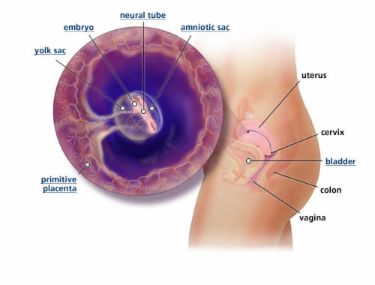 neural tube
embryo
amniotic sac
yolk sac
uterus
cervix
bladder
primitive
placenta
colon
vagina